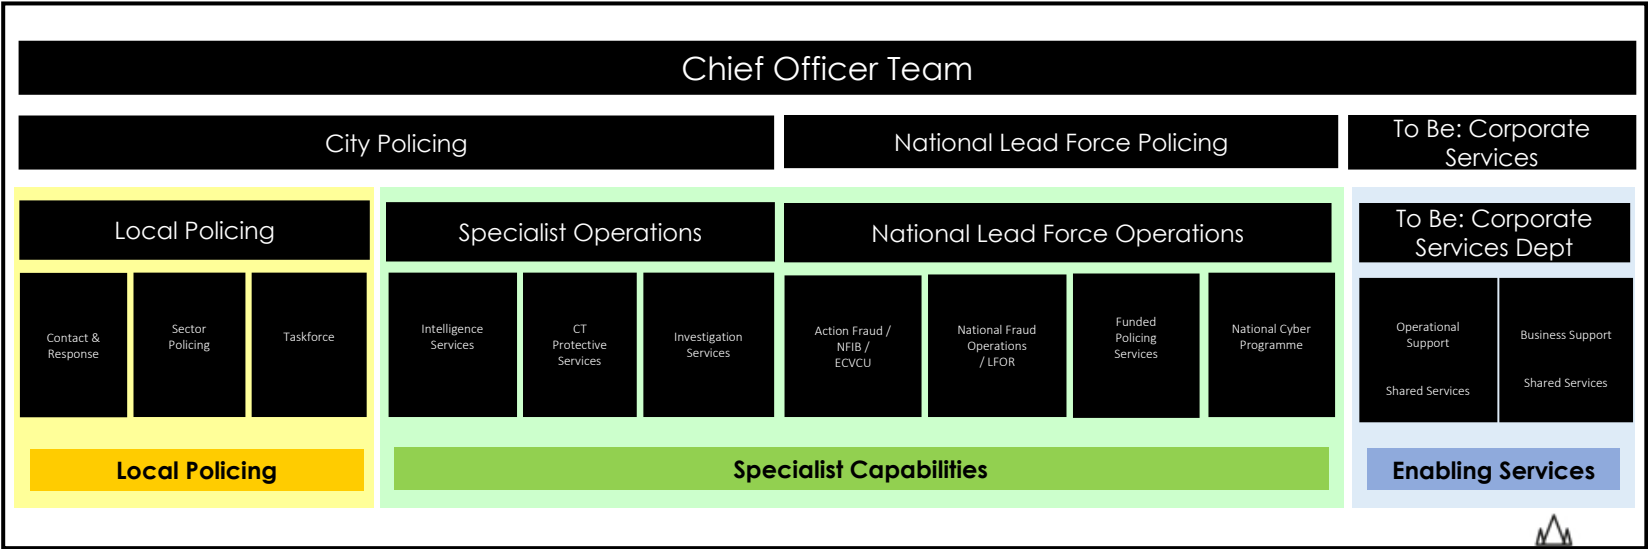 Chief Officer Team
City Policing
National Lead Force Policing
To Be: Corporate
Services
Local Policing
Specialist Operations
National Lead Force Operations
To Be: Corporate
Services Dept
Contact &
Response
Sector
Policing
Taskforce
Intelligence
Services
CT
Protective
Services
Investigation
Services
Action Fraud /
NFIB /
ECVCU
National Fraud
Operations
/ LFOR
Funded
Policing
Services
National Cyber
Programme
Operational
Support
Shared Services
Business Support
Shared Services
Local Policing
Specialist Capabilities
Enabling Services